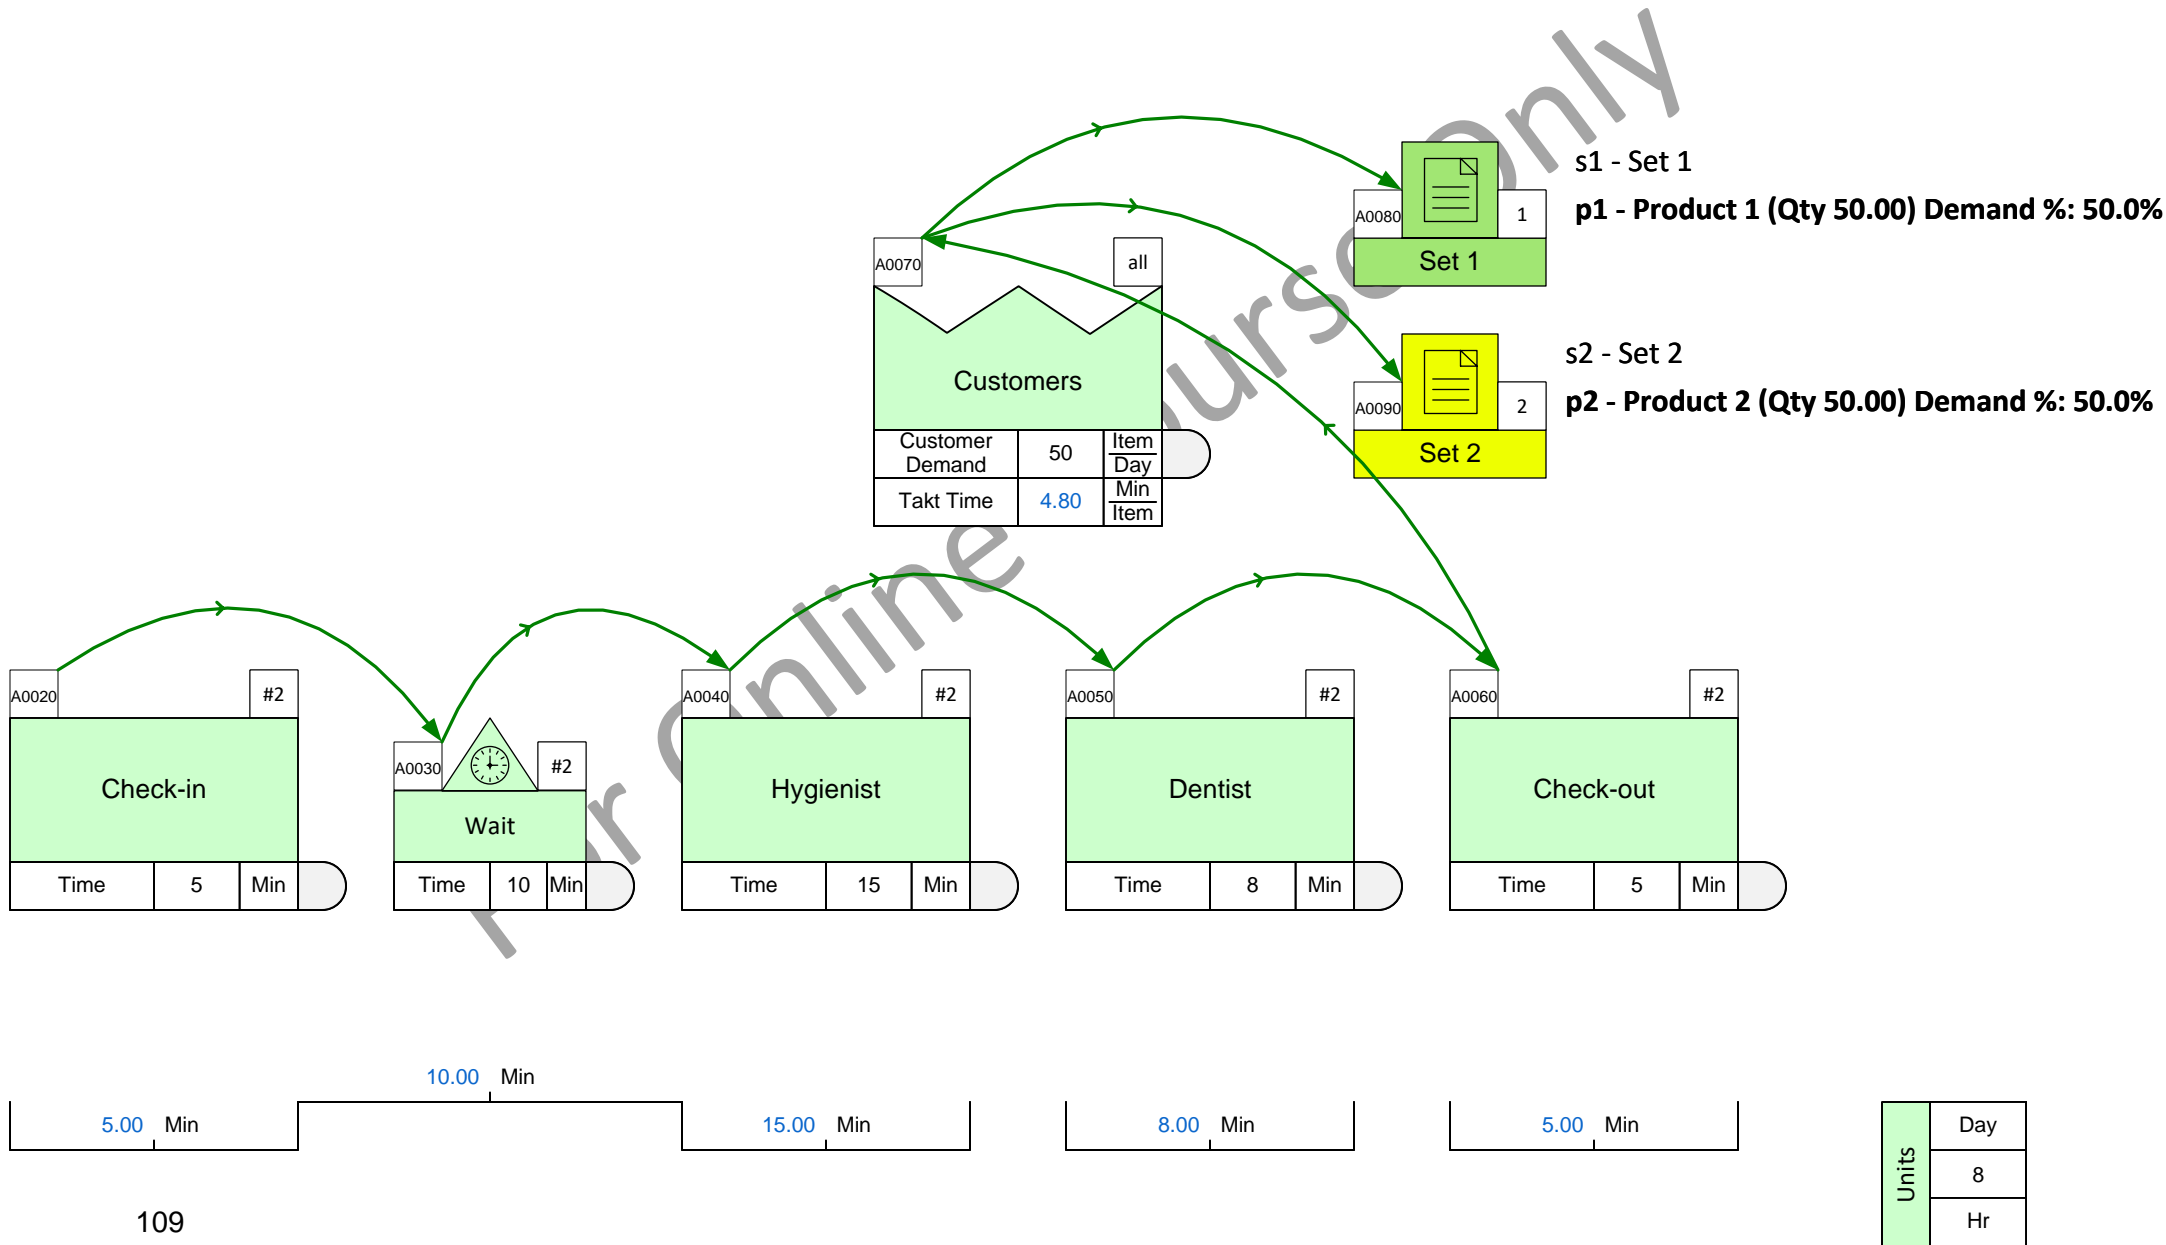 For Online Course Only
s1 - Set 1
p1 - Product 1 (Qty 50.00) Demand %: 50.0%
A0080
1
Set 1
A0070
all
Customers
Customer Demand 50 Item Day
Takt Time 4.80 Min Item
s2 - Set 2
p2 - Product 2 (Qty 50.00) Demand %: 50.0%
A0090
2
Set 2
A0020
#2
Check-in
Time 5 Min
A0030
#2
Wait
Time 10 Min
A0040
#2
Hygienist
Time 15 Min
A0050
#2
Dentist
Time 8 Min
A0060
#2
Check-out
Time 5 Min
10.00 Min
5.00 Min
15.00 Min
8.00 Min
5.00 Min
Units
Day
8
Hr
109